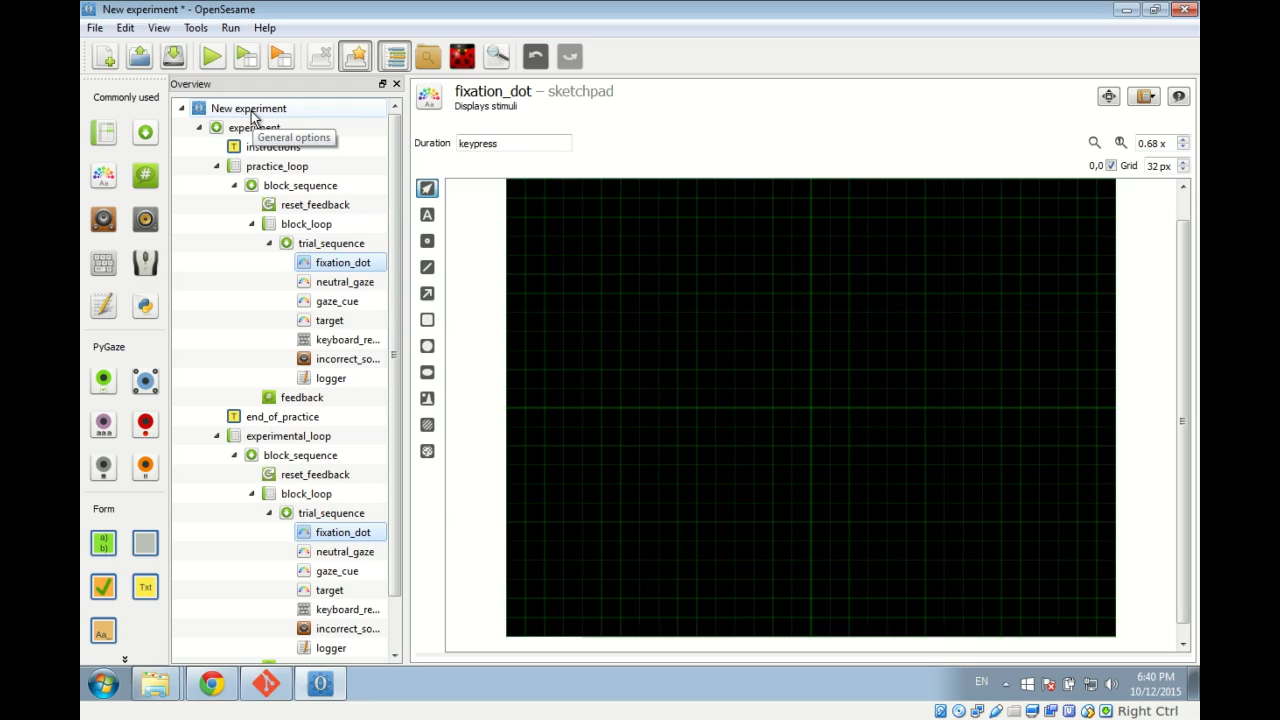 New experiment * - OpenSesame
File Edit View Tools Run Help
Commonly used
Overview
New experiment
experiment
General options
instructions
practice_loop
block_sequence
reset_feedback
block_loop
trial_sequence
fixation_dot
neutral_gaze
gaze_cue
target
keyboard_re...
incorrect_so...
logger
feedback
end_of_practice
experimental_loop
block_sequence
reset_feedback
block_loop
trial_sequence
fixation_dot
neutral_gaze
gaze_cue
target
keyboard_re...
incorrect_so...
logger
PyGaze
Form
fixation_dot – sketchpad
Displays stimuli
Duration keypress
0.68 x
0,0 Grid 32 px
EN
6:40 PM
10/12/2015
Right Ctrl